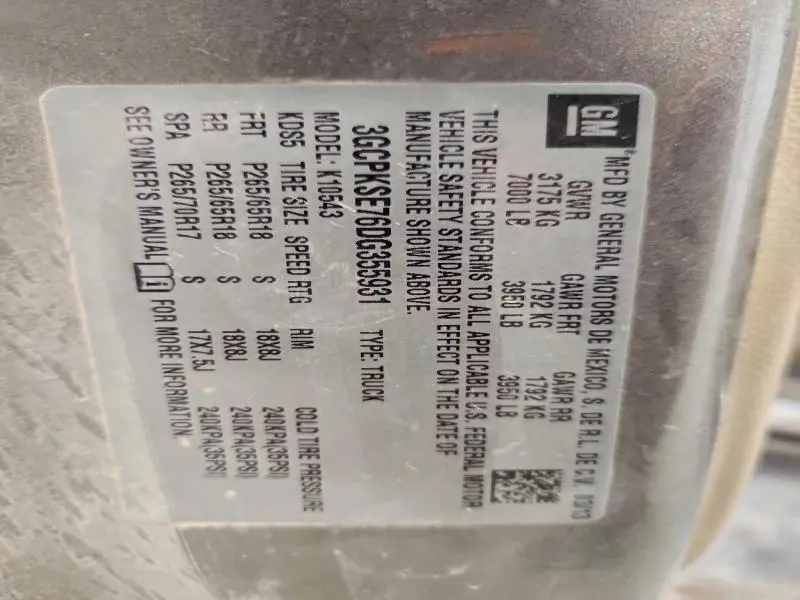 GM MFD BY GENERAL MOTORS DE MEXICO, S. DE R.L. DE C.V.
GVWR GAWR FRT GAWR RR
3175 KG 1792 KG 1792 KG
7000 LB 3950 LB 3950 LB
THIS VEHICLE CONFORMS TO ALL APPLICABLE U.S. FEDERAL MOTOR
VEHICLE SAFETY STANDARDS IN EFFECT ON THE DATE OF
MANUFACTURE SHOWN ABOVE.
3GCPKSE76DG355931 TYPE: TRUCK
MODEL: K10543
KDS5 TIRE SIZE SPEED RTG RIM COLD TIRE PRESSURE
FRT P265/65R18 S 18X8J 240KPA(35PSI)
RR P265/65R18 S 18X8J 240KPA(35PSI)
SPA P265/70R17 S 17X7.5J 240KPA(35PSI)
SEE OWNER'S MANUAL FOR MORE INFORMATION